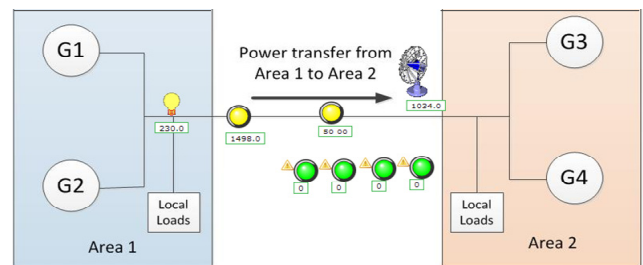 G1
G2
230.0
Local
Loads
Area 1
Power transfer from
Area 1 to Area 2
1498.0
50 00
1024.0
0
0
0
0
G3
G4
Local
Loads
Area 2